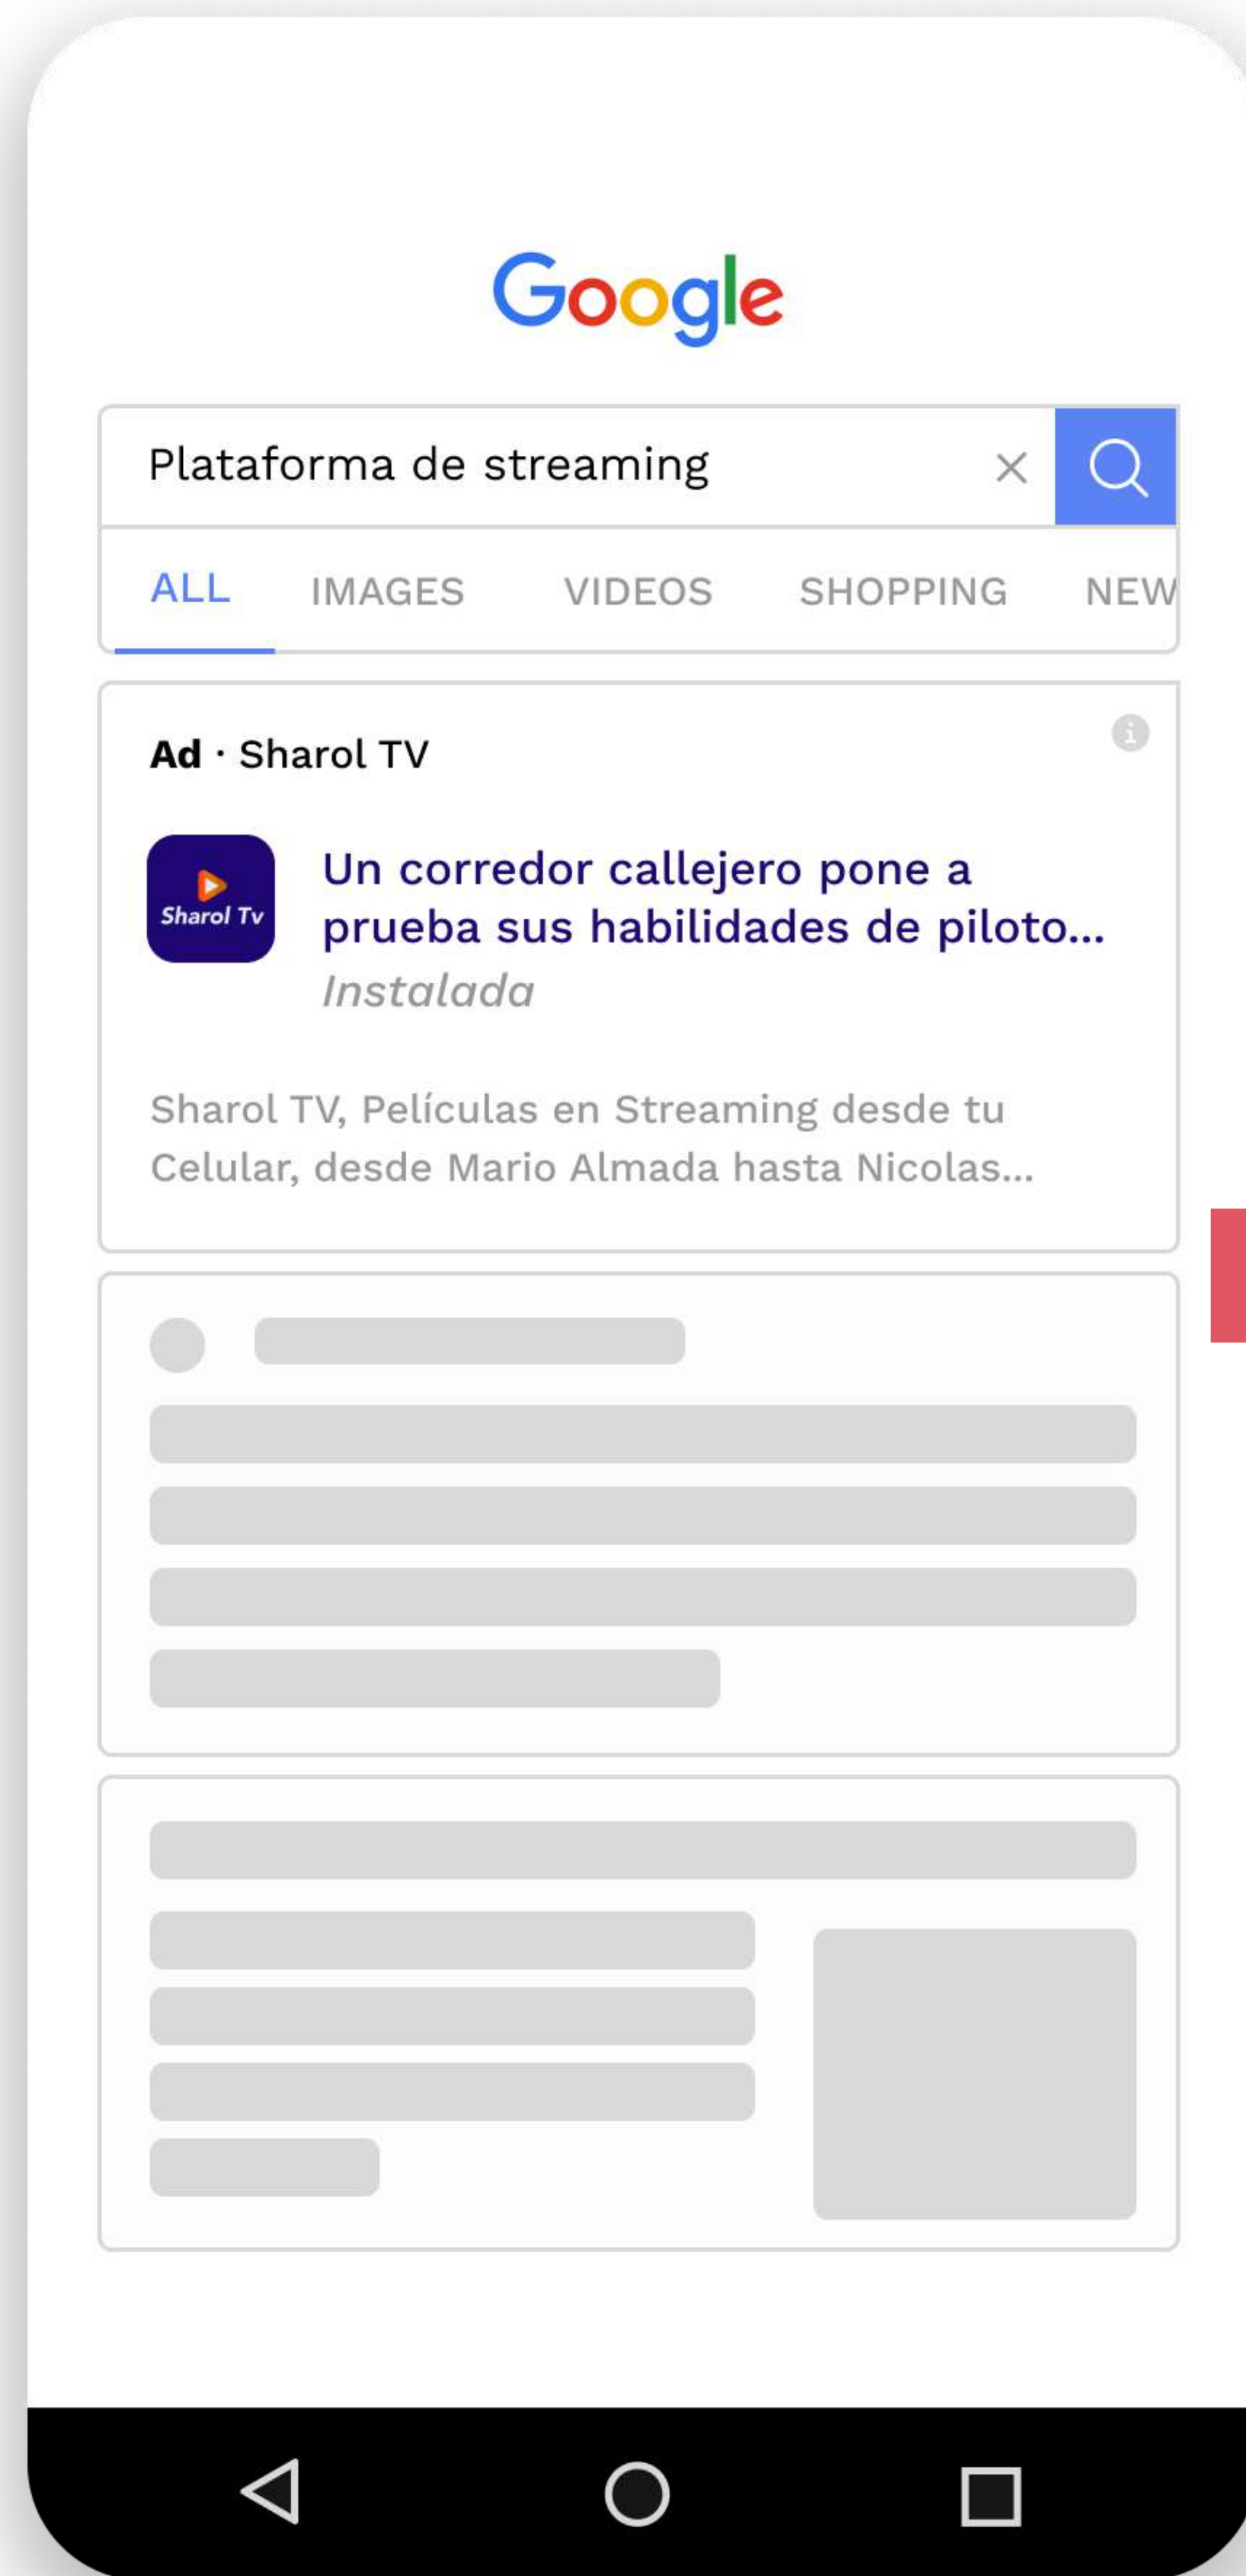 Google
Plataforma de streaming
ALL IMAGES VIDEOS SHOPPING NEW
Ad · Sharol TV
Sharol Tv
Un corredor callejero pone a
prueba sus habilidades de piloto...
Instalada
Sharol TV, Películas en Streaming desde tu
Celular, desde Mario Almada hasta Nicolas...